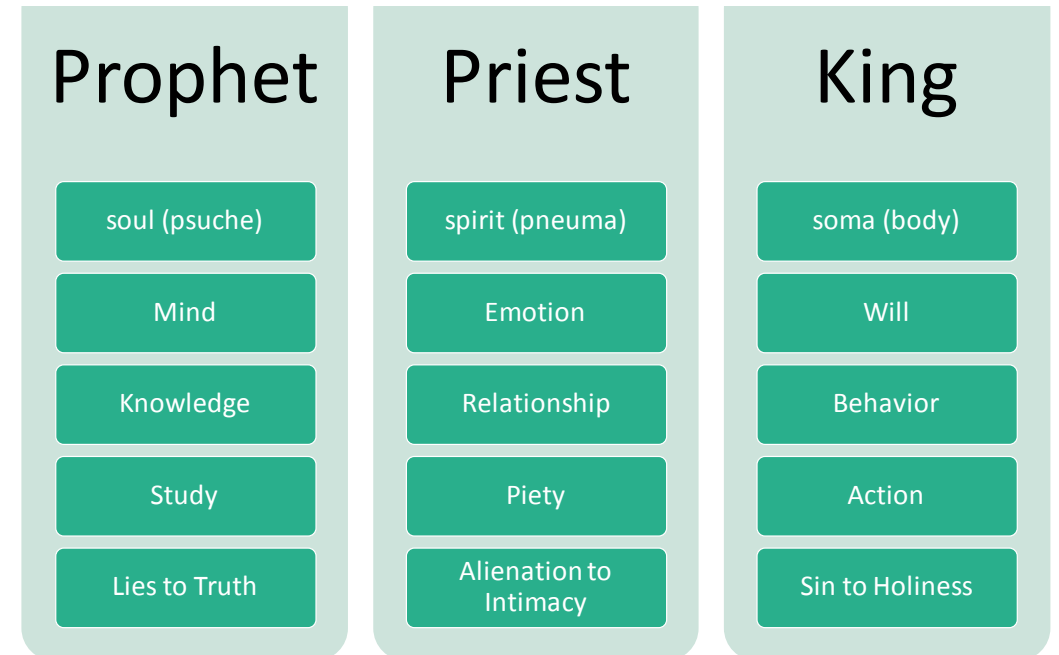 Prophet
soul (psuche)
Mind
Knowledge
Study
Lies to Truth
Priest
spirit (pneuma)
Emotion
Relationship
Piety
Alienation to
Intimacy
King
soma (body)
Will
Behavior
Action
Sin to Holiness